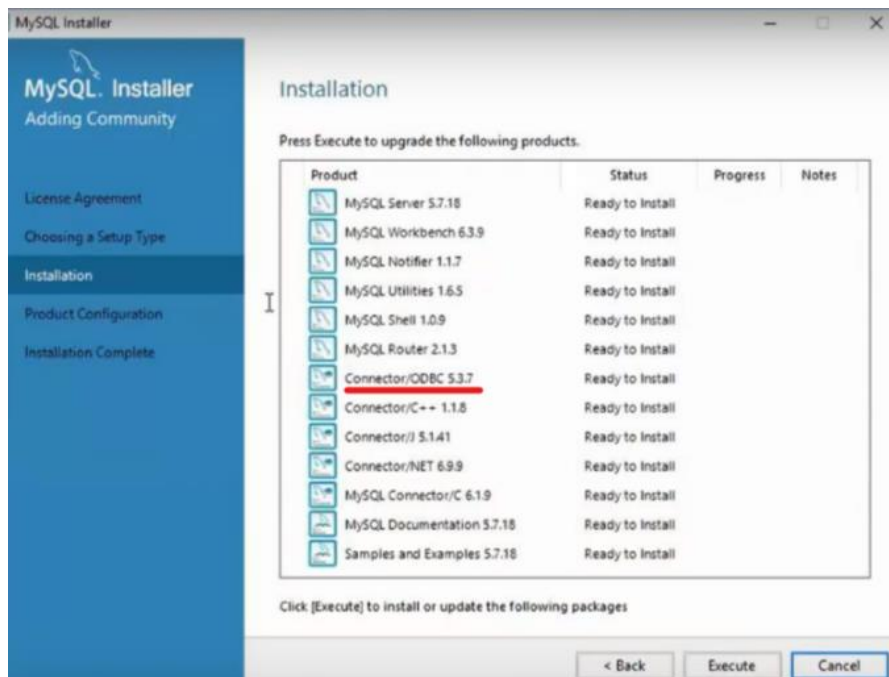 MySQL Installer
MySQL. Installer
Adding Community
License Agreement
Choosing a Setup Type
Installation
Product Configuration
Installation Complete
Installation
Press Execute to upgrade the following products.
Product Status Progress Notes
MySQL Server 5.7.18 Ready to Install
MySQL Workbench 6.3.9 Ready to Install
MySQL Notifier 1.1.7 Ready to Install
MySQL Utilities 1.6.5 Ready to Install
MySQL Shell 1.0.9 Ready to Install
MySQL Router 2.1.3 Ready to Install
Connector/ODBC 5.3.7 Ready to Install
Connector/C++ 1.1.8 Ready to Install
Connector/J 5.1.41 Ready to Install
Connector/NET 6.9.9 Ready to Install
MySQL Connector/C 6.1.9 Ready to Install
MySQL Documentation 5.7.18 Ready to Install
Samples and Examples 5.7.18 Ready to Install
Click [Execute] to install or update the following packages
< Back Execute Cancel